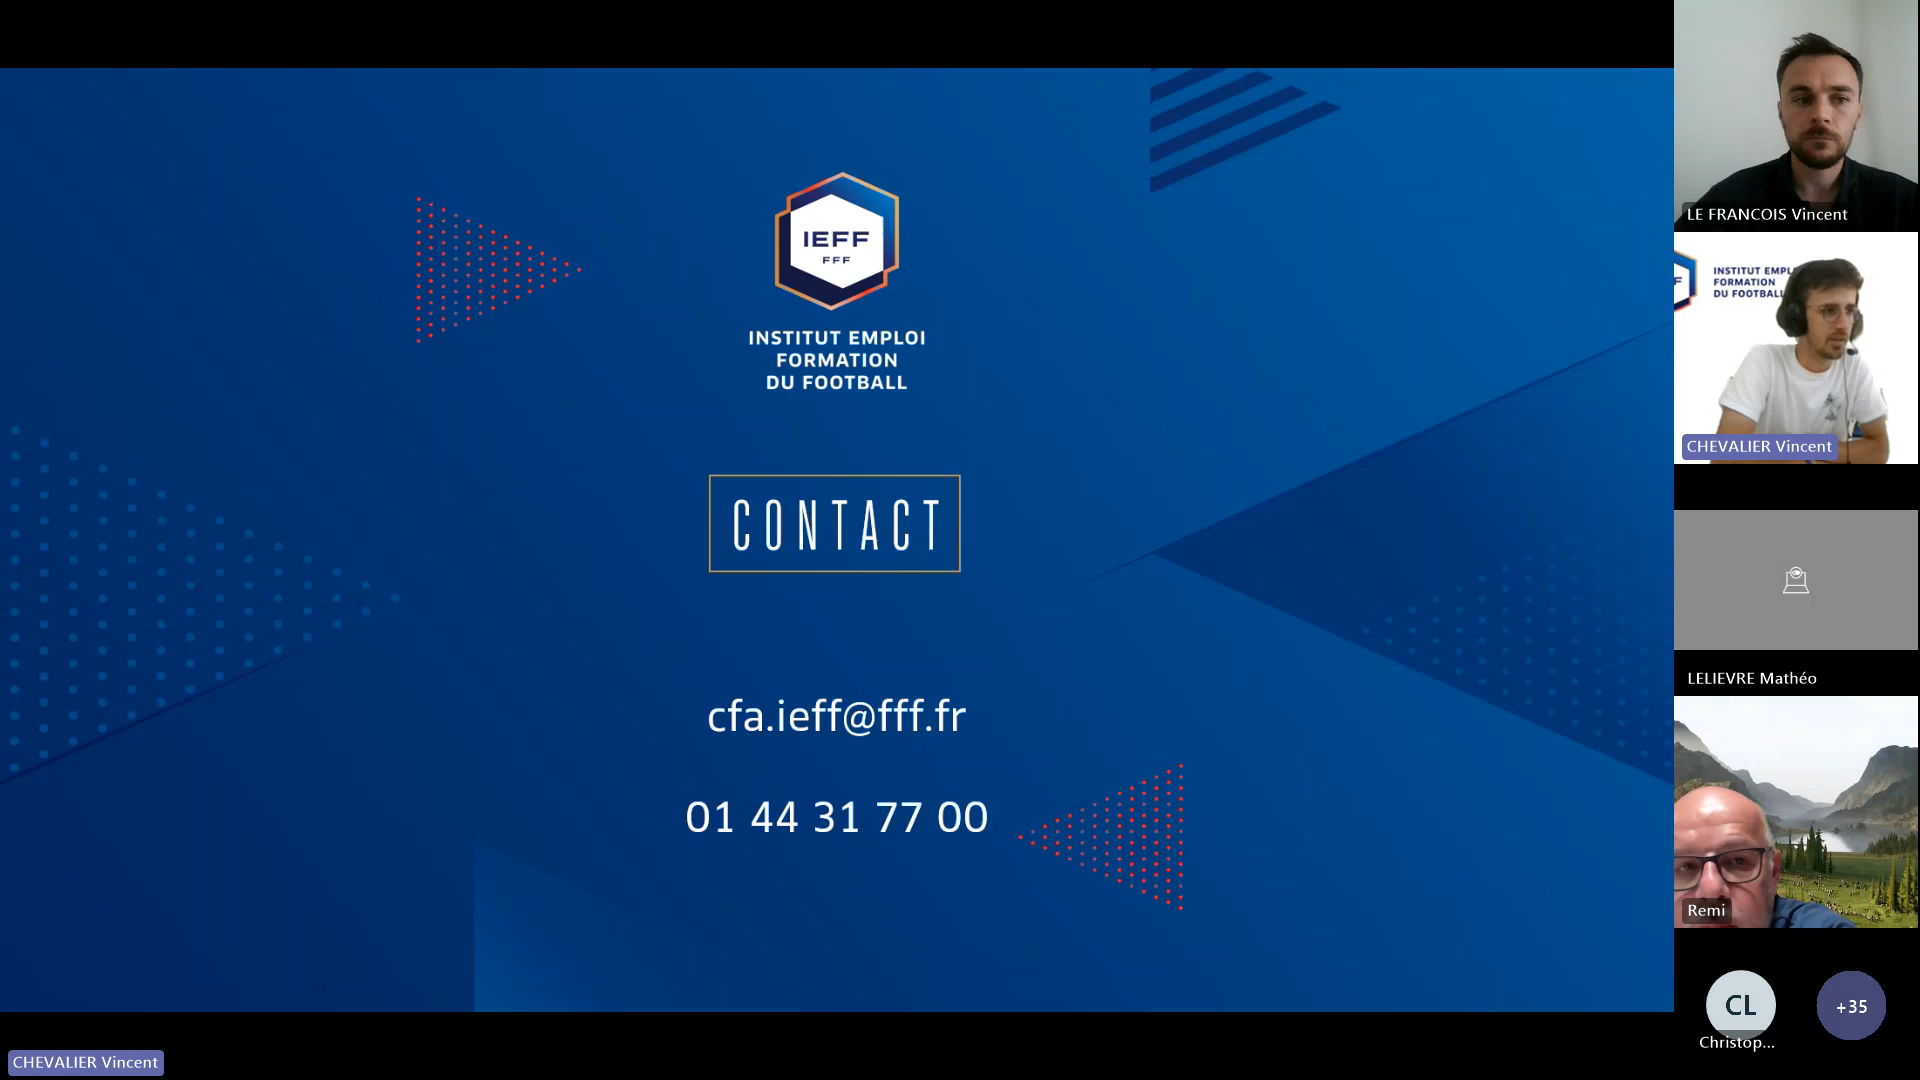 IEFF
FFF
INSTITUT EMPLOI
FORMATION
DU FOOTBALL
CONTACT
cfa.ieff@fff.fr
01 44 31 77 00
CHEVALIER Vincent
LE FRANCOIS Vincent
F
INSTITUT EMPL
FORMATION
DU FOOTBALL
CHEVALIER Vincent
LELIEVRE Mathéo
Remi
CL
Christop...
+35